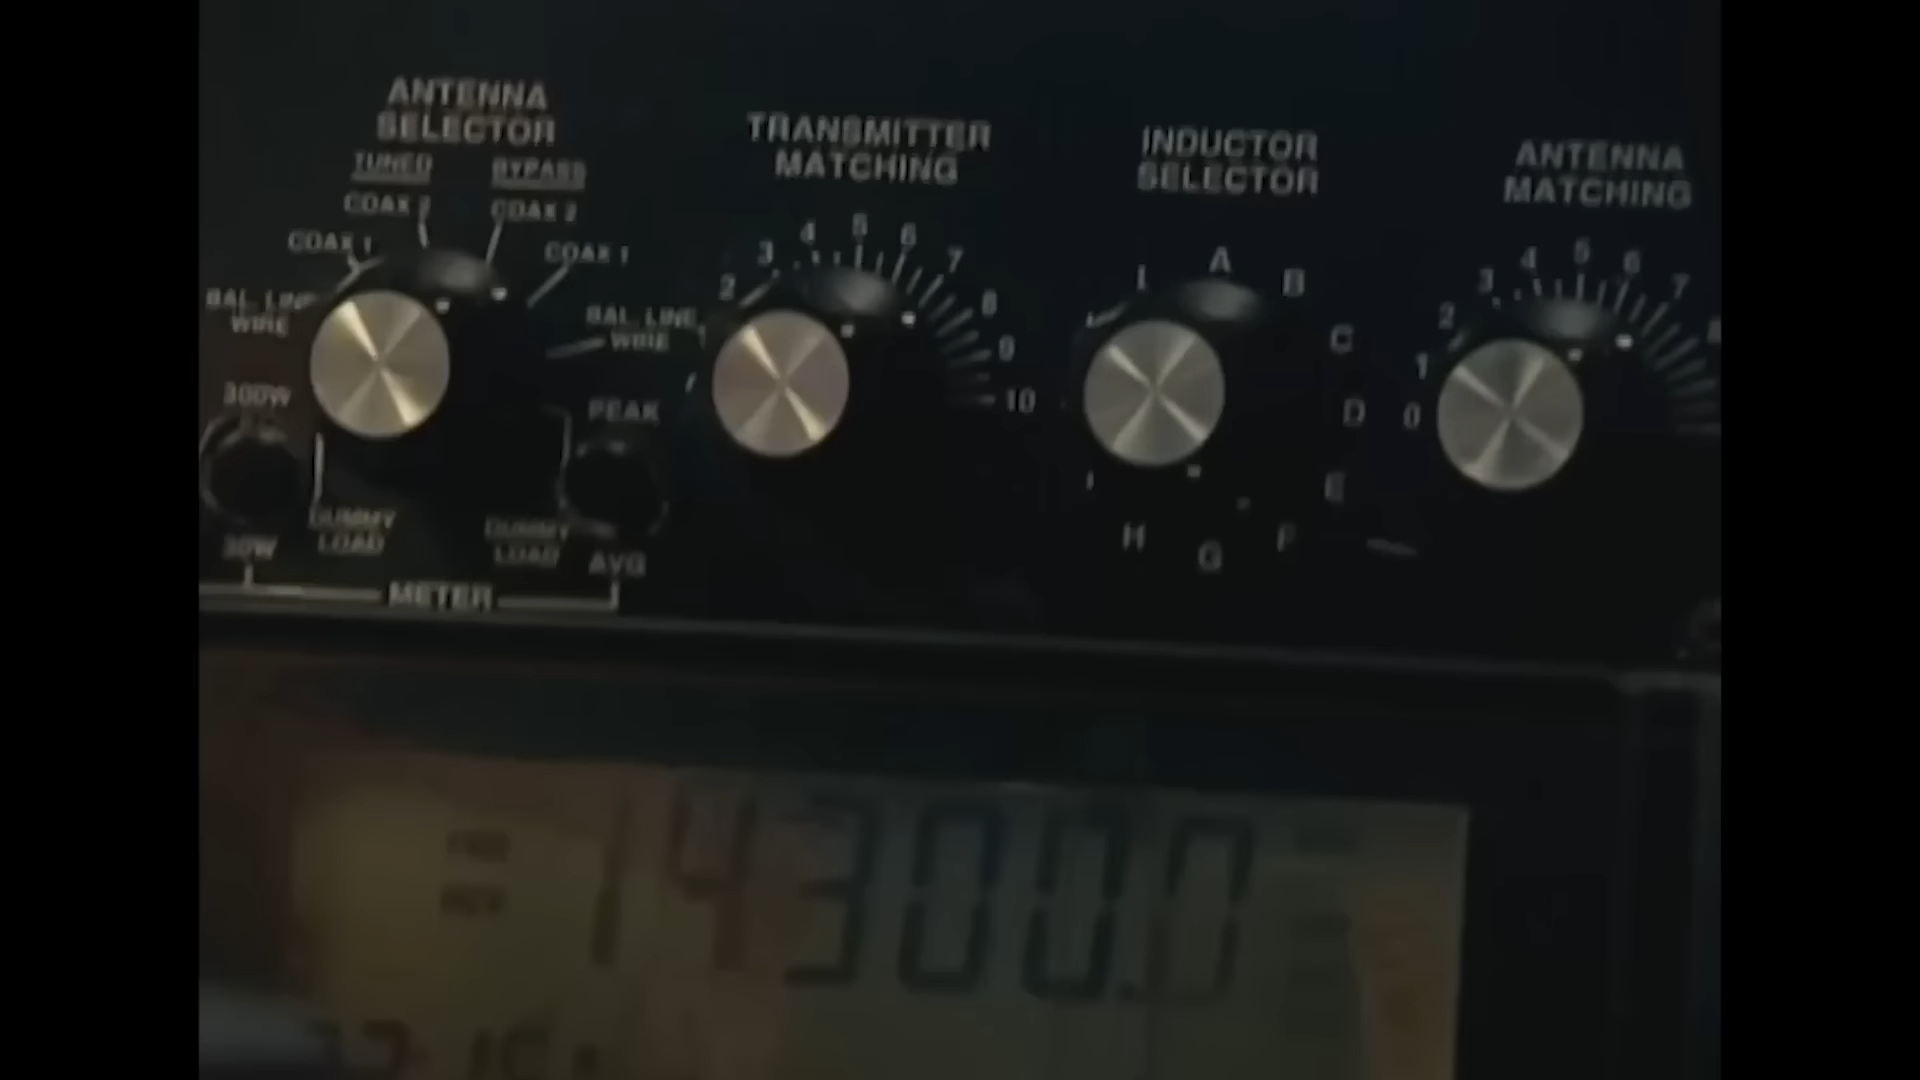 ANTENNA
SELECTOR
TUNED BYPASS
COAX 2 COAX 2
COAX 1 COAX 1
BAL. LINE
WIRE
BAL. LINE
WIRE
300W
PEAK
30W
DUMMY
LOAD
DUMMY
LOAD
AVG
METER
TRANSMITTER
MATCHING
2 3 4 5 6 7 8 9 10
INDUCTOR
SELECTOR
A B C D E F G H I
ANTENNA
MATCHING
0 1 2 3 4 5 6 7
14300.0